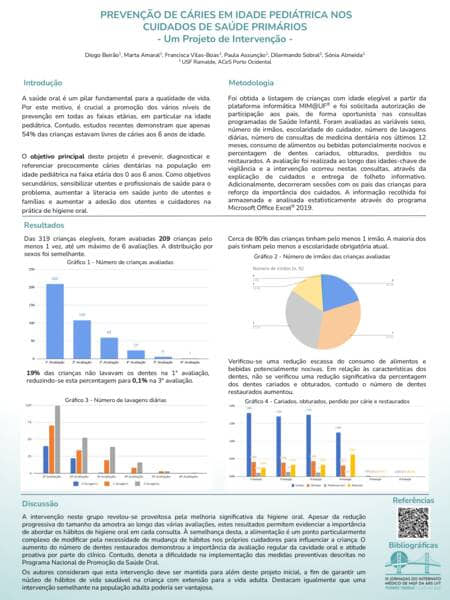 PREVENÇÃO DE CÁRIES EM IDADE PEDIÁTRICA NOS
CUIDADOS DE SAÚDE PRIMÁRIOS
- Um Projeto de Intervenção -
Diogo Beirão¹, Marta Amaral¹, Francisca Vilas-Boas¹, Paula Assunção¹, Dilermando Sobral¹, Sónia Almeida¹
¹ USF Ramalde, ACeS Porto Ocidental
Introdução
A saúde oral é um pilar fundamental para a qualidade de vida.
Por este motivo, é crucial a promoção dos vários níveis de
prevenção em todas as faixas etárias, em particular na idade
pediátrica. Contudo, estudos recentes demonstram que apenas
54% das crianças estavam livres de cáries aos 6 anos de idade.
O objetivo principal deste projeto é prevenir, diagnosticar e
referenciar precocemente cáries dentárias na população em
idade pediátrica na faixa etária dos 0 aos 6 anos. Como objetivos
secundários, sensibilizar utentes e profissionais de saúde para o
problema, aumentar a literacia em saúde junto de utentes e
famílias e aumentar a adesão dos utentes e cuidadores na
prática de higiene oral.
Metodologia
Foi obtida a listagem de crianças com idade elegível a partir da
plataforma informática MIM@UF® e foi solicitada autorização de
participação aos pais, de forma oportunista nas consultas
programadas de Saúde Infantil. Foram avaliadas as variáveis sexo,
número de irmãos, escolaridade do cuidador, número de lavagens
diárias, número de consultas de medicina dentária nos últimos 12
meses, consumo de alimentos ou bebidas potencialmente nocivos e
percentagem de dentes cariados, obturados, perdidos ou
restaurados. A avaliação foi realizada ao longo das idades-chave de
vigilância e a intervenção ocorreu nestas consultas, através da
explicação de cuidados e entrega de folheto informativo.
Adicionalmente, decorreram sessões com os pais das crianças para
reforço da importância dos cuidados. A informação recolhida foi
armazenada e analisada estatisticamente através do programa
Microsoft Office Excel® 2019.
Resultados
Das 319 crianças elegíveis, foram avaliadas 209 crianças pelo
menos 1 vez, até um máximo de 6 avaliações. A distribuição por
sexos foi semelhante.
Gráfico 1 - Número de crianças avaliadas
1ª Avaliação 2ª Avaliação 3ª Avaliação 4ª Avaliação 5ª Avaliação 6ª Avaliação
19% das crianças não lavavam os dentes na 1ª avaliação,
reduzindo-se esta percentagem para 0,1% na 3ª avaliação.
Gráfico 3 - Número de lavagens diárias
Cerca de 80% das crianças tinham pelo menos 1 irmão. A maioria dos
pais tinham pelo menos a escolaridade obrigatória atual.
Gráfico 2 - Número de irmãos das crianças avaliadas
Número de irmãos (n, %)
Verificou-se uma redução escassa do consumo de alimentos e
bebidas potencialmente nocivos. Em relação às características dos
dentes, não se verificou uma redução significativa da percentagem
dos dentes cariados e obturados, contudo o número de dentes
restaurados aumentou.
Gráfico 4 - Cariados, obturados, perdido por cárie e restaurados
Discussão
A intervenção neste grupo revelou-se proveitosa pela melhoria significativa da higiene oral. Apesar da redução
progressiva do tamanho da amostra ao longo das várias avaliações, estes resultados permitem evidenciar a importância
de abordar os hábitos de higiene oral em cada consulta. À semelhança desta, a alimentação é um ponto particularmente
complexo de modificar pela necessidade de mudança de hábitos nos próprios cuidadores para influenciar a criança. O
aumento do número de dentes restaurados demonstrou a importância da avaliação regular da cavidade oral e atitude
proativa por parte do clínico. Contudo, denota a dificuldade na implementação das medidas preventivas descritas no
Programa Nacional de Promoção da Saúde Oral.
Os autores consideram que esta intervenção deve ser mantida para além deste projeto inicial, a fim de garantir um
núcleo de hábitos de vida saudável na criança com extensão para a vida adulta. Destacam igualmente que uma
intervenção semelhante na população adulta poderia ser vantajosa.
Referências
Bibliográficas